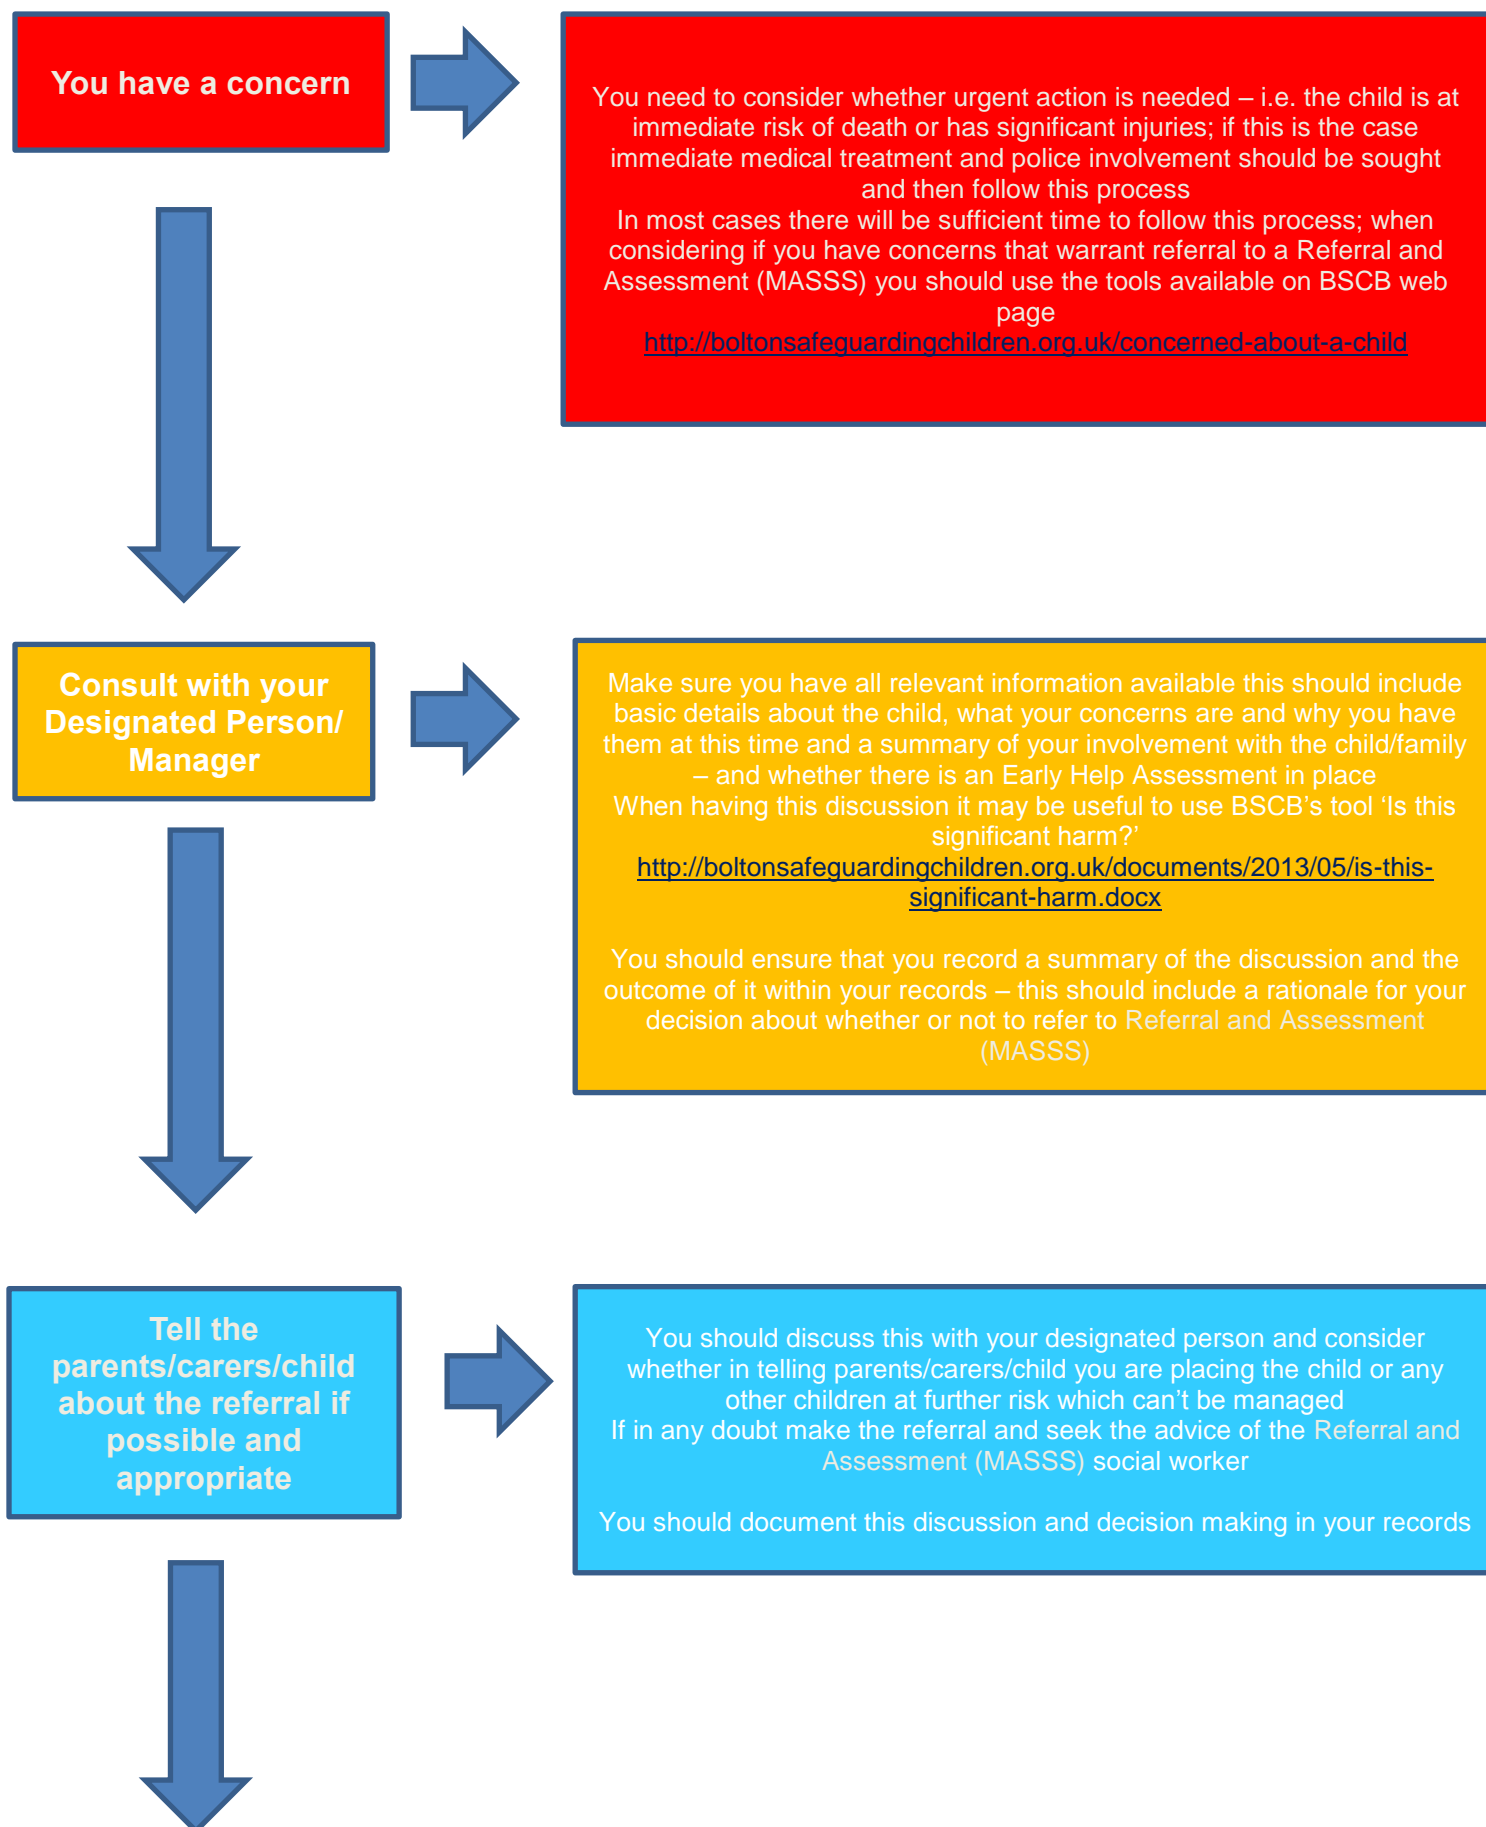 You have a concern
You need to consider whether urgent action is needed – i.e. the child is at
immediate risk of death or has significant injuries; if this is the case
immediate medical treatment and police involvement should be sought
and then follow this process
In most cases there will be sufficient time to follow this process; when
considering if you have concerns that warrant referral to a Referral and
Assessment (MASSS) you should use the tools available on BSCB web
page
http://boltonsafeguardingchildren.org.uk/concerned-about-a-child
Consult with your
Designated Person/
Manager
Make sure you have all relevant information available this should include
basic details about the child, what your concerns are and why you have
them at this time and a summary of your involvement with the child/family
– and whether there is an Early Help Assessment in place
When having this discussion it may be useful to use BSCB's tool ‘Is this
significant harm?’
http://boltonsafeguardingchildren.org.uk/documents/2013/05/is-this-
significant-harm.docx
You should ensure that you record a summary of the discussion and the
outcome of it within your records – this should include a rationale for your
decision about whether or not to refer to Referral and Assessment
(MASSS)
Tell the
parents/carers/child
about the referral if
possible and
appropriate
You should discuss this with your designated person and consider
whether in telling parents/carers/child you are placing the child or any
other children at further risk which can’t be managed
If in any doubt make the referral and seek the advice of the Referral and
Assessment (MASSS) social worker
You should document this discussion and decision making in your records